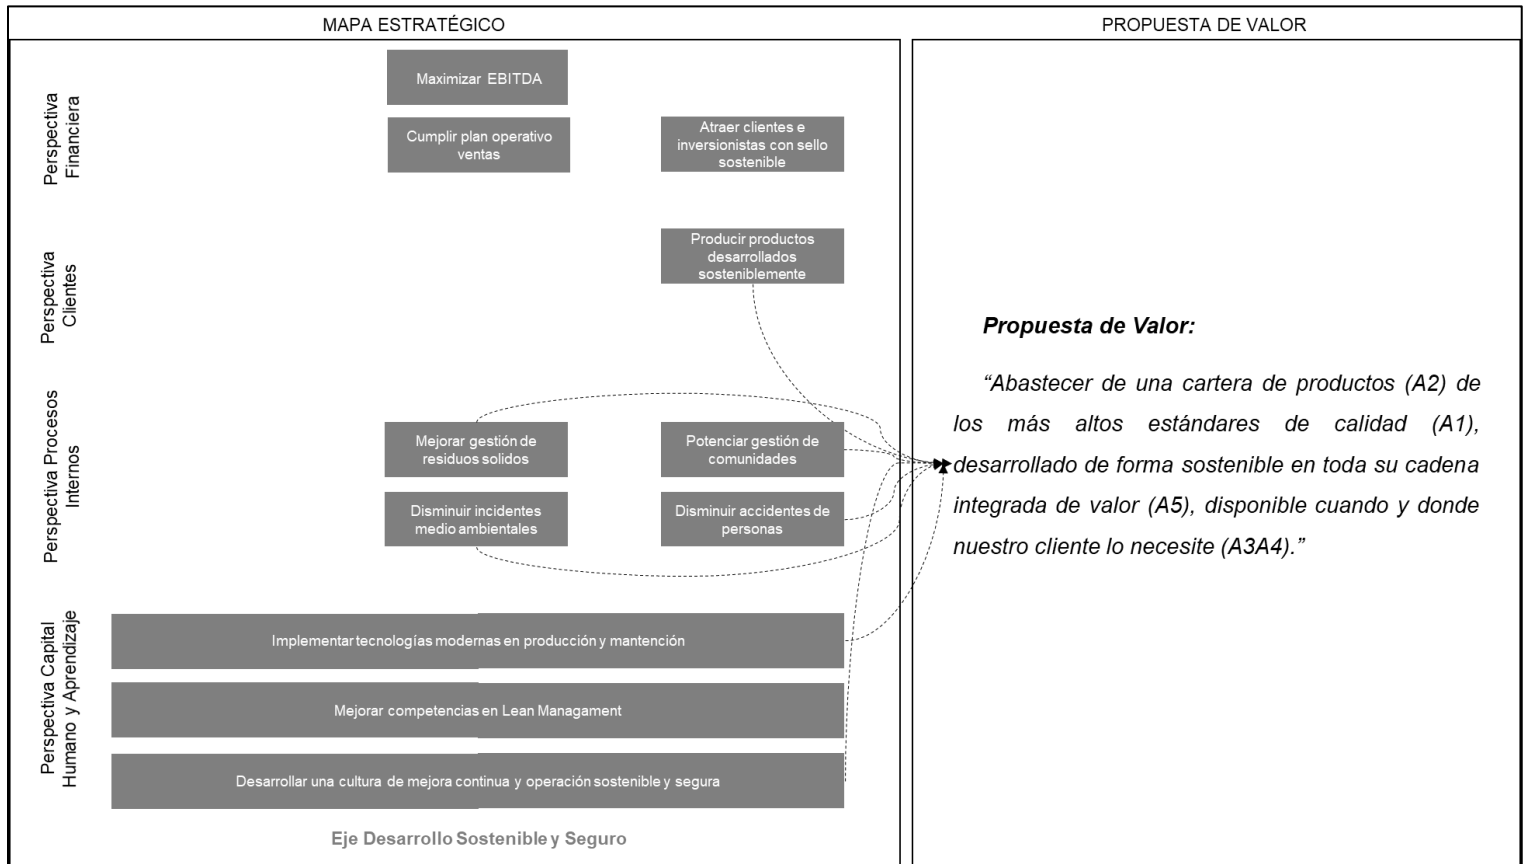 MAPA ESTRATÉGICO
PROPUESTA DE VALOR
Perspectiva
Financiera
Maximizar EBITDA
Cumplir plan operativo
ventas
Atraer clientes e
inversionistas con sello
sostenible
Perspectiva
Clientes
Producir productos
desarrollados
sosteniblemente
Perspectiva Procesos
Internos
Mejorar gestión de
residuos solidos
Potenciar gestión de
comunidades
Disminuir incidentes
medio ambientales
Disminuir accidentes de
personas
Perspectiva Capital
Humano y Aprendizaje
Implementar tecnologías modernas en producción y mantención
Mejorar competencias en Lean Managament
Desarrollar una cultura de mejora continua y operación sostenible y segura
Eje Desarrollo Sostenible y Seguro
Propuesta de Valor:
“Abastecer de una cartera de productos (A2) de
los más altos estándares de calidad (A1),
desarrollado de forma sostenible en toda su cadena
integrada de valor (A5), disponible cuando y donde
nuestro cliente lo necesite (A3A4).”